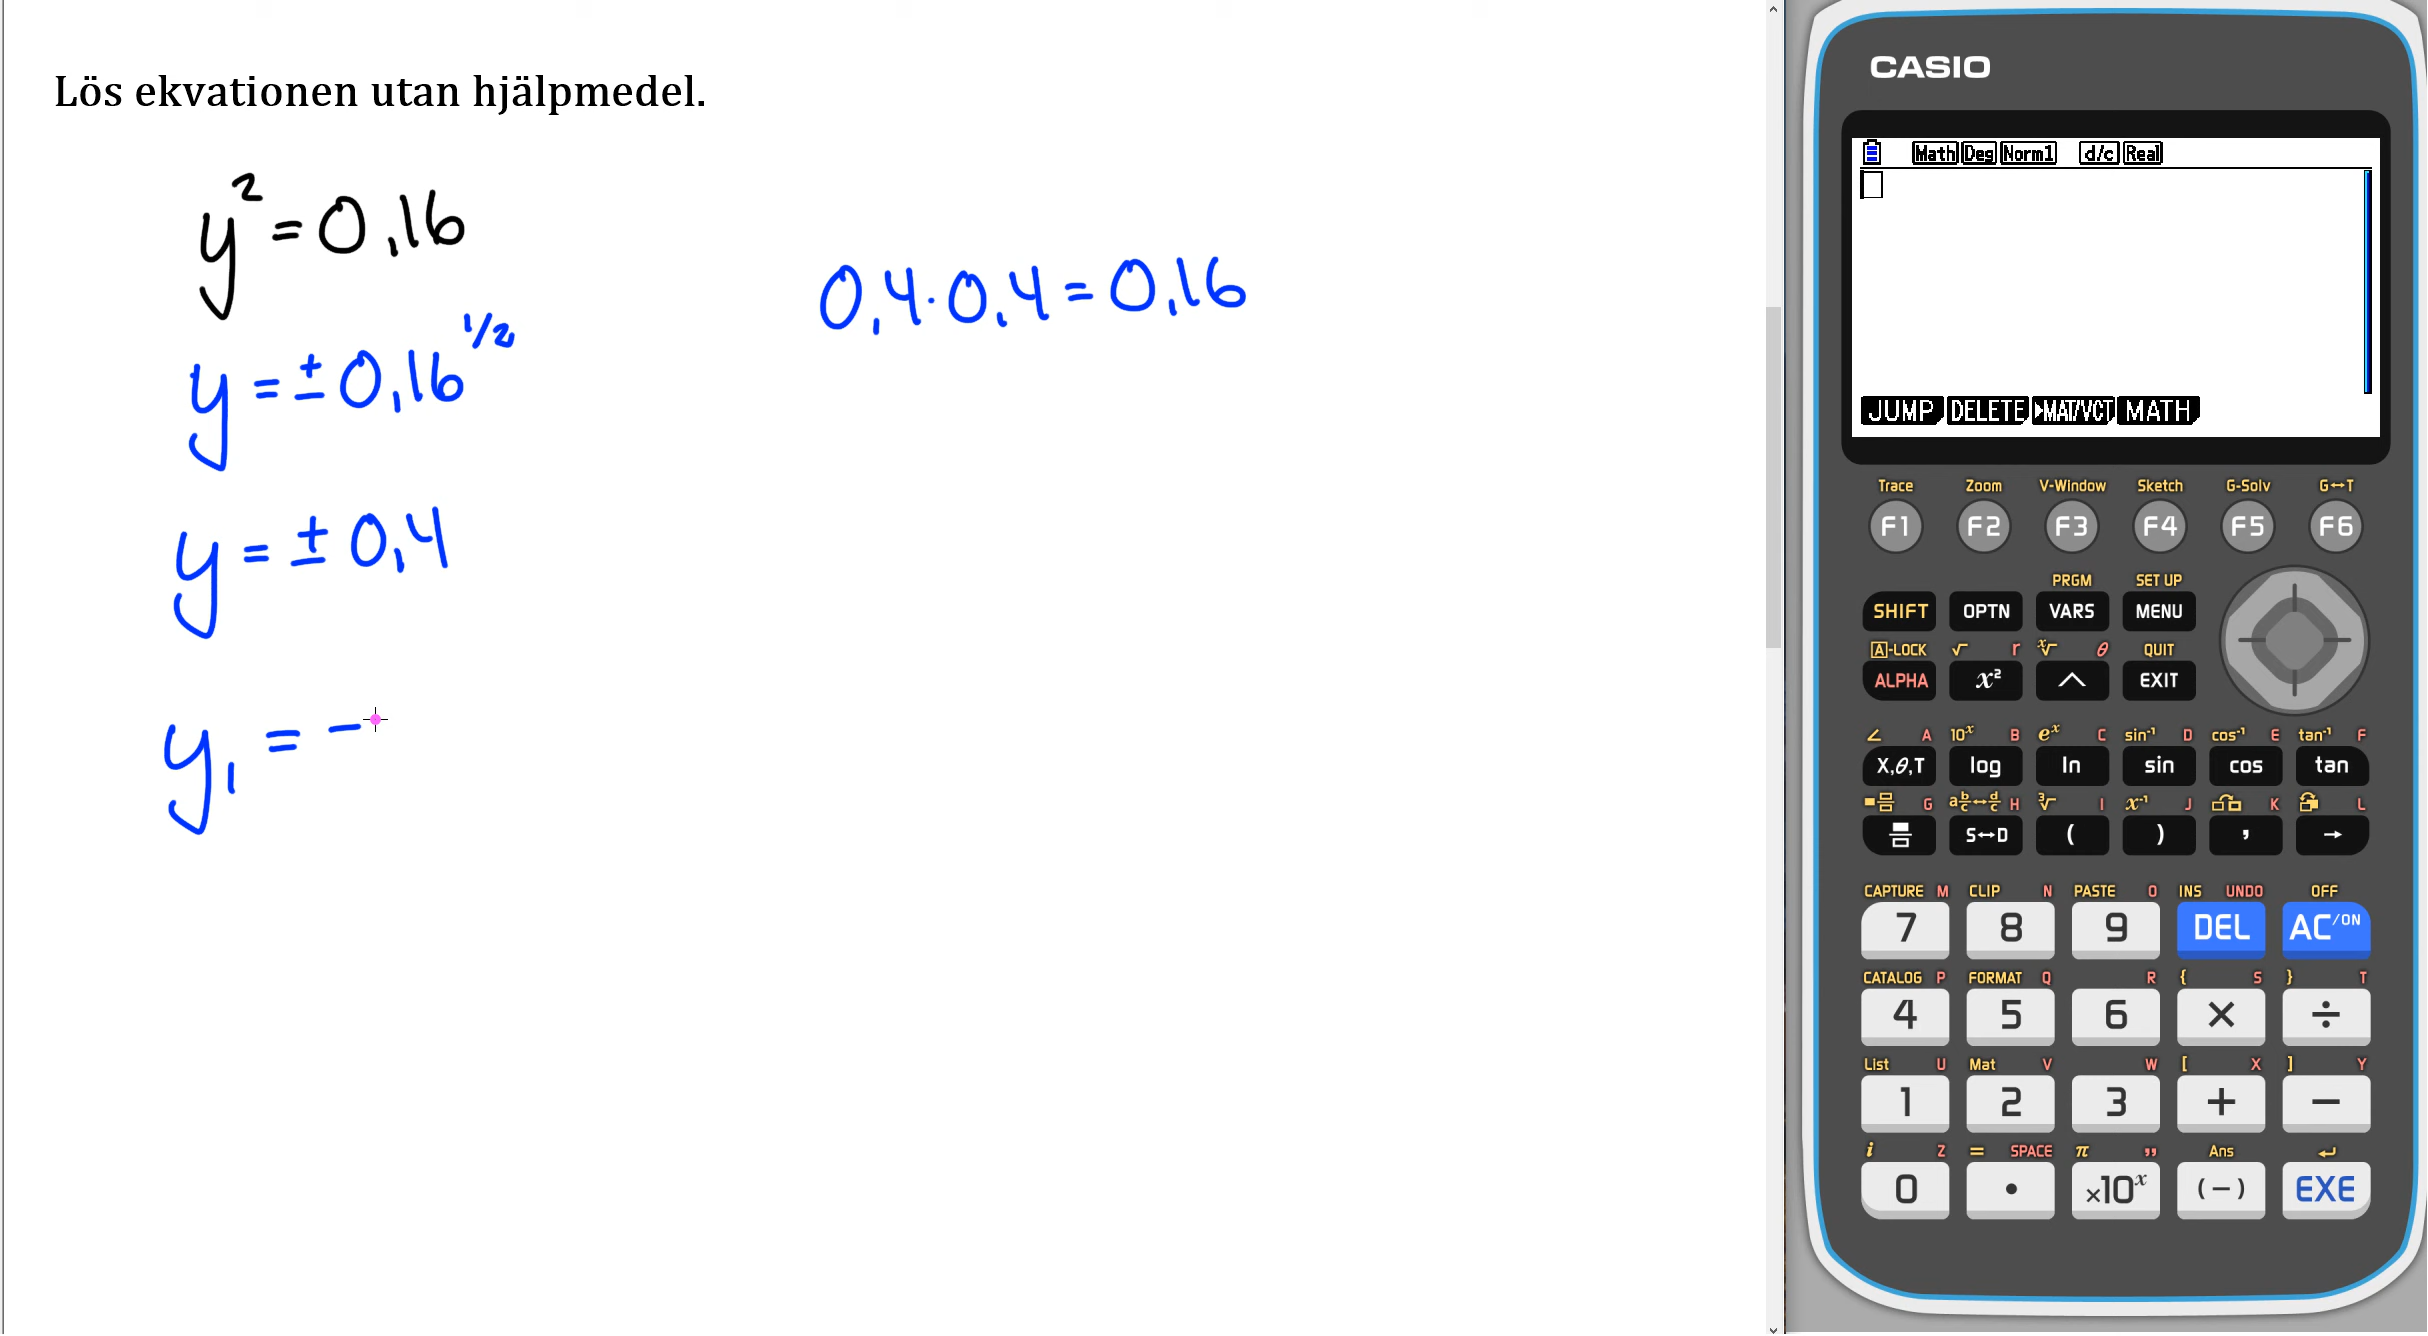 Lös ekvationen utan hjälpmedel.
y² = 0,16
0,4 · 0,4 = 0,16
y = ± 0,16^1/2
y = ± 0,4
y₁ = −
CASIO
Math Deg Norm1 d/c Real
JUMP DELETE ▶MAT/VCT MATH
Trace Zoom V-Window Sketch G-Solv G↔T
F1 F2 F3 F4 F5 F6
PRGM SET UP
SHIFT OPTN VARS MENU
A-LOCK √ r ˣ√ θ QUIT
ALPHA x² ^ EXIT
∠ A 10ˣ B eˣ C sin⁻¹ D cos⁻¹ E tan⁻¹ F
X,θ,T log ln sin cos tan
G a b/c↔d/c H ³√ I x⁻¹ J K L
S↔D ( ) , →
CAPTURE M CLIP N PASTE O INS UNDO OFF
7 8 9 DEL AC/ON
CATALOG P FORMAT Q R { S } T
4 5 6 × ÷
List U Mat V W [ X ] Y
1 2 3 + −
i Z = SPACE π " Ans ↵
0 • ×10ˣ (−) EXE